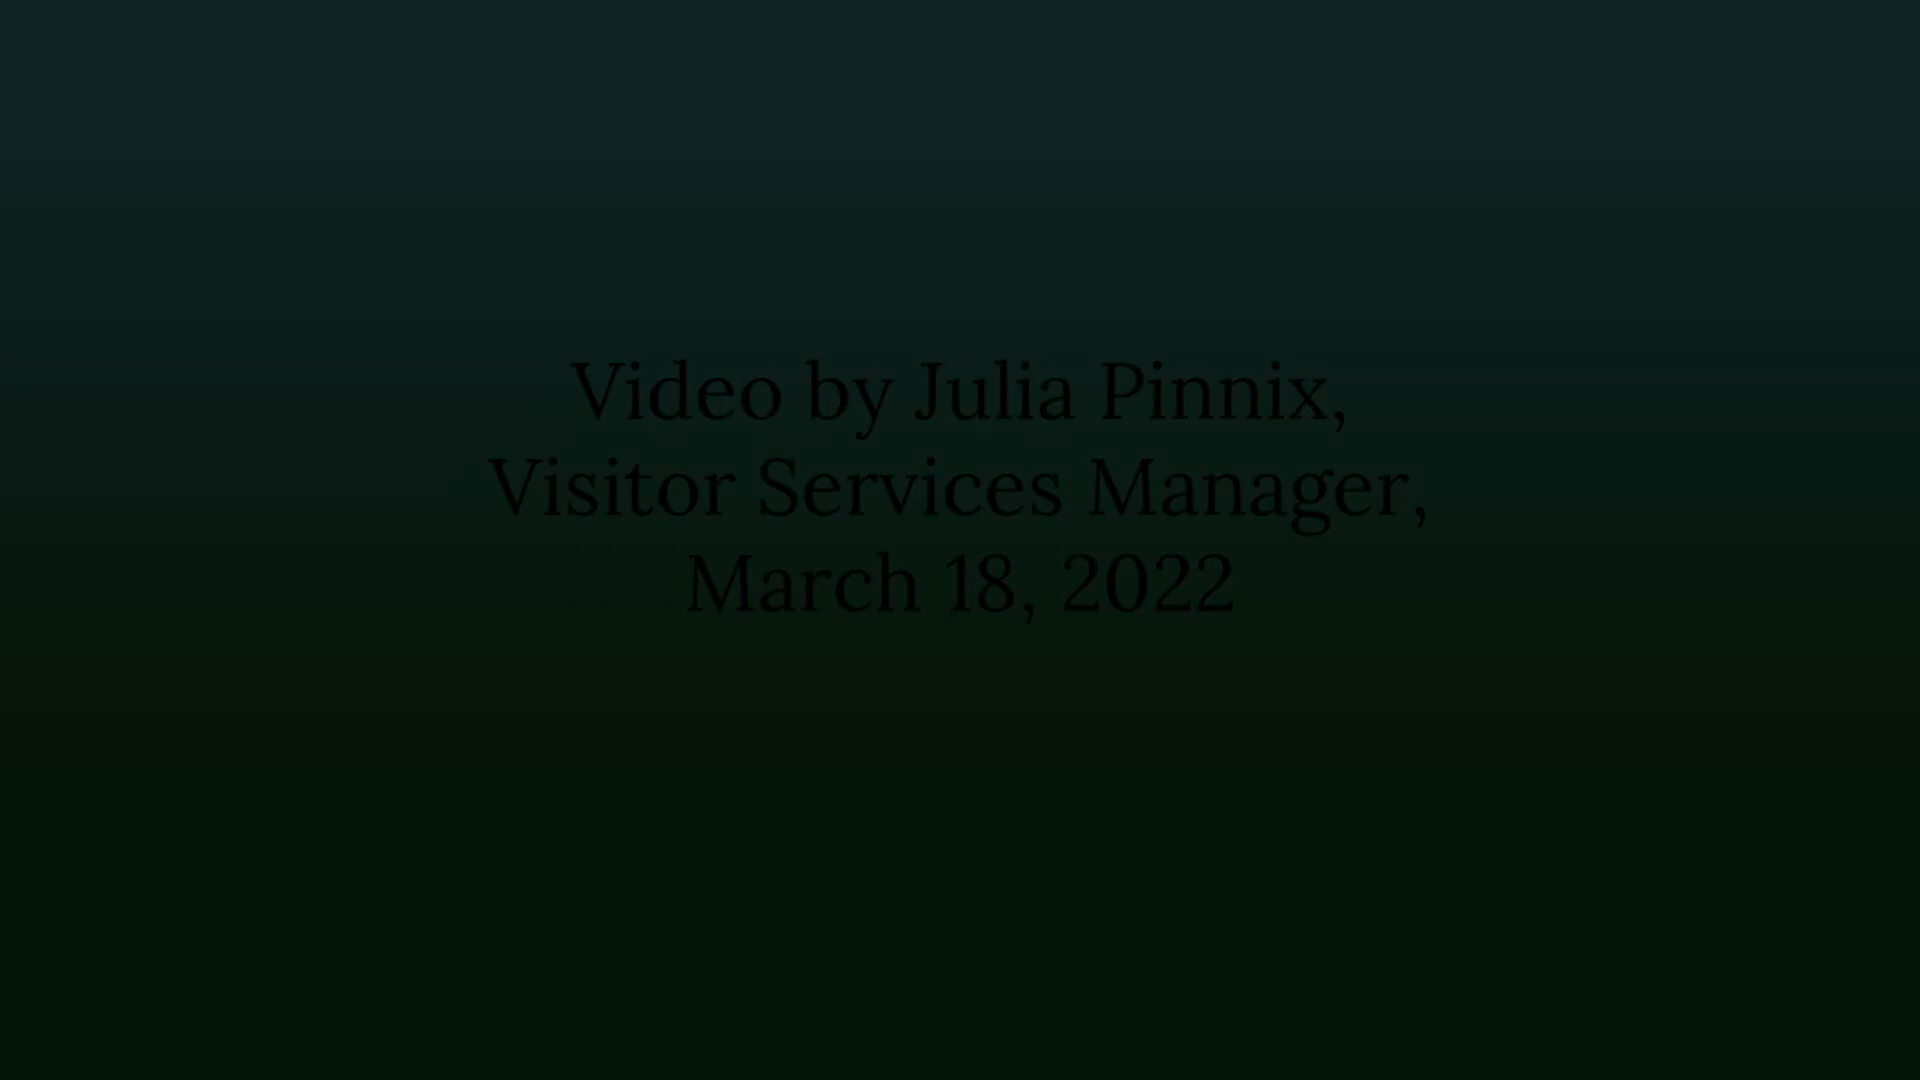 Video by Julia Pinnix,
Visitor Services Manager,
March 18, 2022